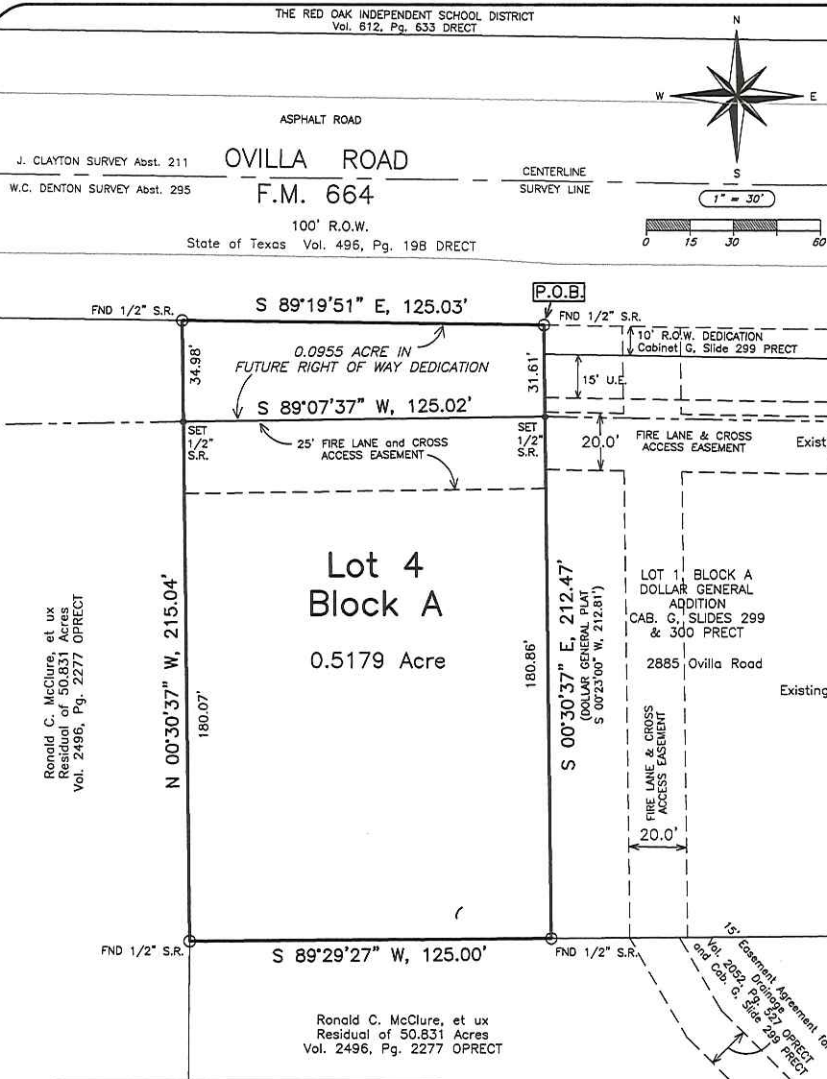 THE RED OAK INDEPENDENT SCHOOL DISTRICT
Vol. 612, Pg. 633 DRECT
N
W
E
S
ASPHALT ROAD
J. CLAYTON SURVEY Abst. 211
OVILLA ROAD
CENTERLINE
W.C. DENTON SURVEY Abst. 295
F.M. 664
SURVEY LINE
1" = 30'
100' R.O.W.
State of Texas Vol. 496, Pg. 198 DRECT
0 15 30 60
P.O.B.
FND 1/2" S.R.
S 89°19'51" E, 125.03'
FND 1/2" S.R.
10' R.O.W. DEDICATION
Cabinet G, Slide 299 PRECT
34.98'
0.0955 ACRE IN
FUTURE RIGHT OF WAY DEDICATION
31.61'
15' U.E.
S 89°07'37" W, 125.02'
SET
1/2"
S.R.
25' FIRE LANE and CROSS
ACCESS EASEMENT
SET
1/2"
S.R.
20.0'
FIRE LANE & CROSS
ACCESS EASEMENT
Exist
Lot 4
Block A
0.5179 Acre
Ronald C. McClure, et ux
Residual of 50.831 Acres
Vol. 2496, Pg. 2277 OPRECT
N 00°30'37" W, 215.04'
180.07'
180.86'
S 00°30'37" E, 212.47'
(DOLLAR GENERAL PLAT
S 00°23'00" W, 212.81')
LOT 1, BLOCK A
DOLLAR GENERAL
ADDITION
CAB. G, SLIDES 299
& 300 PRECT
2885 Ovilla Road
Existing
FIRE LANE & CROSS
ACCESS EASEMENT
20.0'
FND 1/2" S.R.
S 89°29'27" W, 125.00'
FND 1/2" S.R.
15' Easement Agreement for
Drainage
Vol. 2052, Pg. 527 OPRECT
and Cab. G, Slide 299 PRECT
Ronald C. McClure, et ux
Residual of 50.831 Acres
Vol. 2496, Pg. 2277 OPRECT